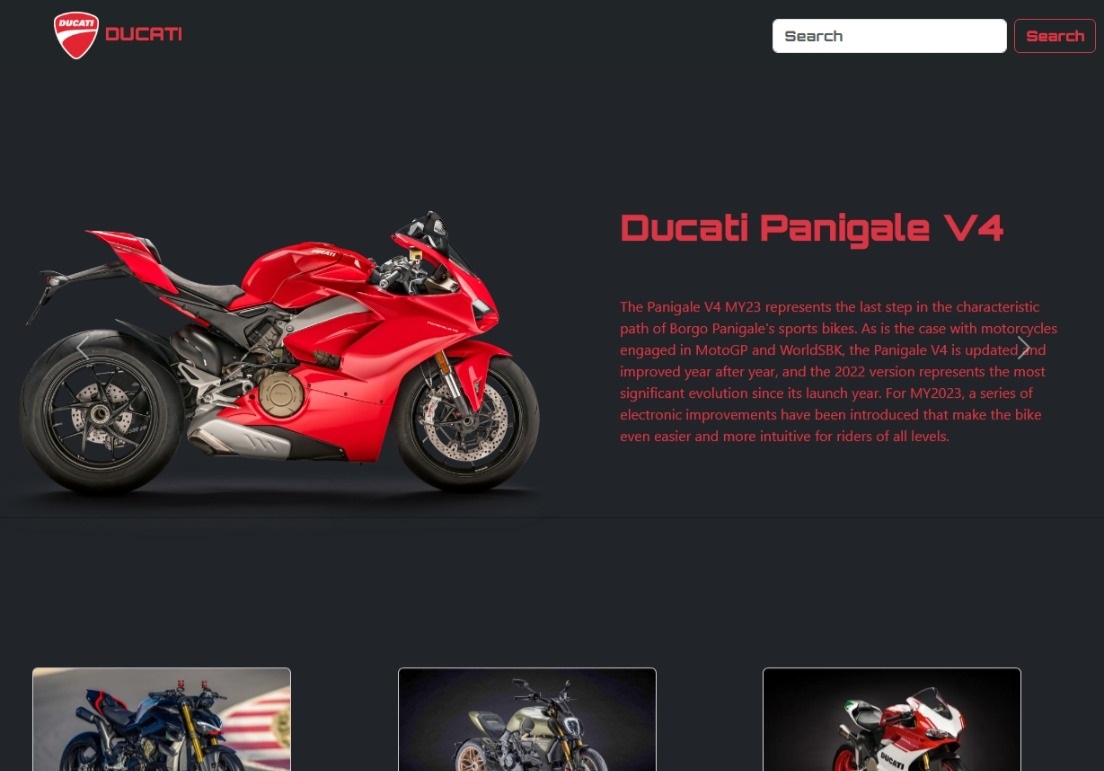 DUCATI
DUCATI
Search
Search
DUCATI
Ducati Panigale V4
The Panigale V4 MY23 represents the last step in the characteristic
path of Borgo Panigale's sports bikes. As is the case with motorcycles
engaged in MotoGP and WorldSBK, the Panigale V4 is updated and
improved year after year, and the 2022 version represents the most
significant evolution since its launch year. For MY2023, a series of
electronic improvements have been introduced that make the bike
even easier and more intuitive for riders of all levels.
DUCATI